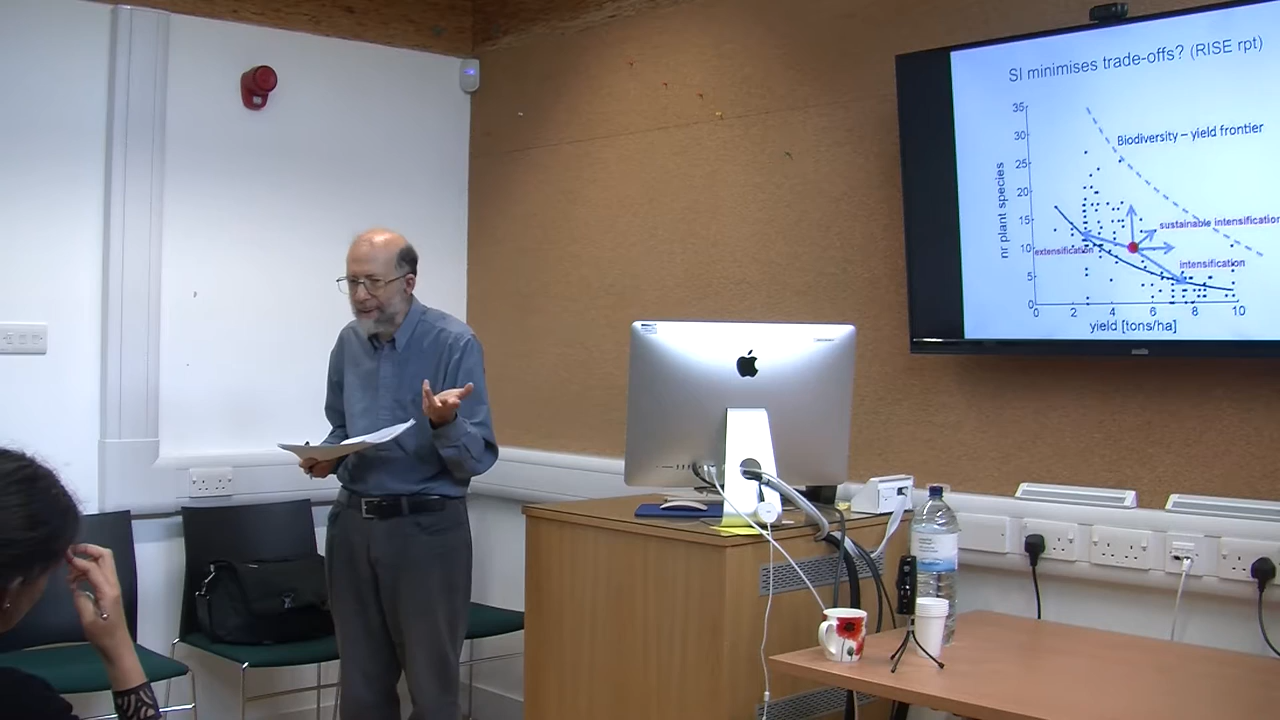 SI minimises trade-offs? (RISE rpt)
35
30
25
20
15
10
5
0
nr plant species
Biodiversity – yield frontier
sustainable intensification
extensification
intensification
0 2 4 6 8 10
yield [tons/ha]